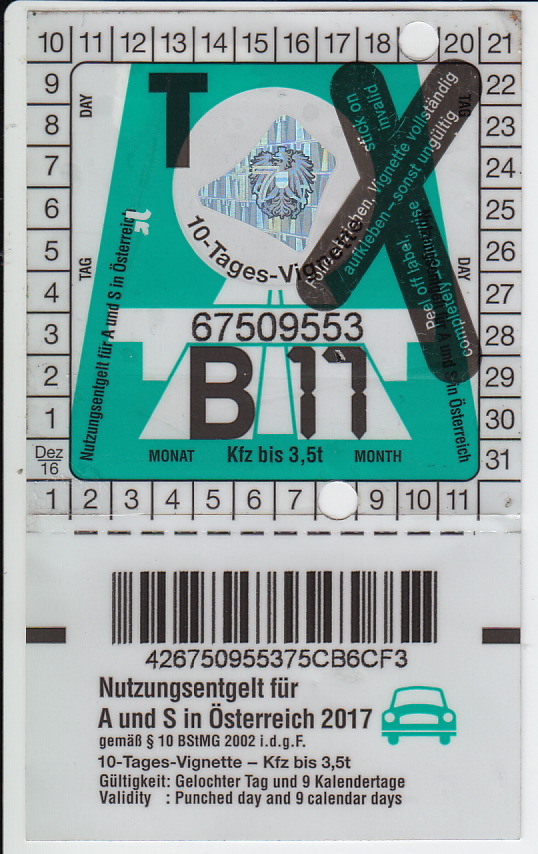 10 11 12 13 14 15 16 17 18 20 21
9 22
8 23
7 24
6 25
5 26
4 27
3 28
2 29
1 30
Dez 16 31
1 2 3 4 5 6 7 9 10 11
DAY
TAG
T
TAG
DAY
stick on
invalid
Folie abziehen, Vignette vollständig
aufkleben – sonst ungültig
Peel off label
completely – otherwise
10-Tages-Vignette
Nutzungsentgelt für A und S in Österreich
A und S in Österreich
67509553
B 17
MONAT Kfz bis 3,5t MONTH
426750955375CB6CF3
Nutzungsentgelt für
A und S in Österreich 2017
gemäß § 10 BStMG 2002 i.d.g.F.
10-Tages-Vignette – Kfz bis 3,5t
Gültigkeit: Gelochter Tag und 9 Kalendertage
Validity : Punched day and 9 calendar days